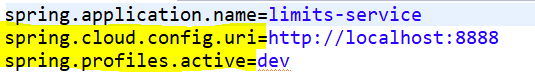 spring.application.name=limits-service
spring.cloud.config.uri=http://localhost:8888
spring.profiles.active=dev